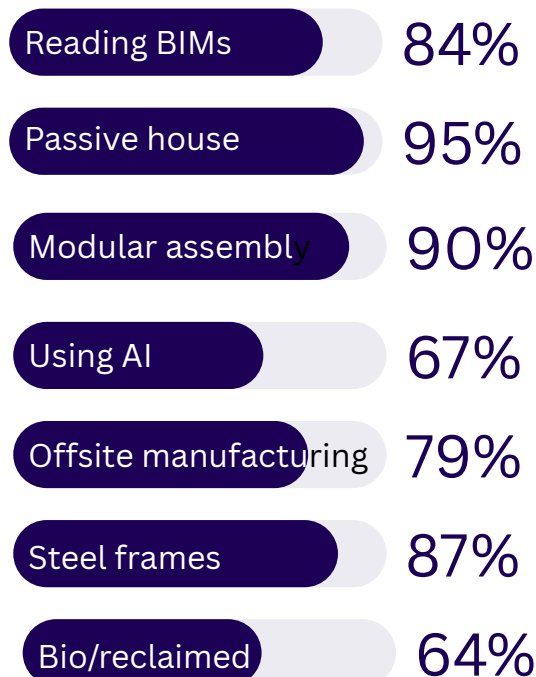 Reading BIMs 84%
Passive house 95%
Modular assembly 90%
Using AI 67%
Offsite manufacturing 79%
Steel frames 87%
Bio/reclaimed 64%